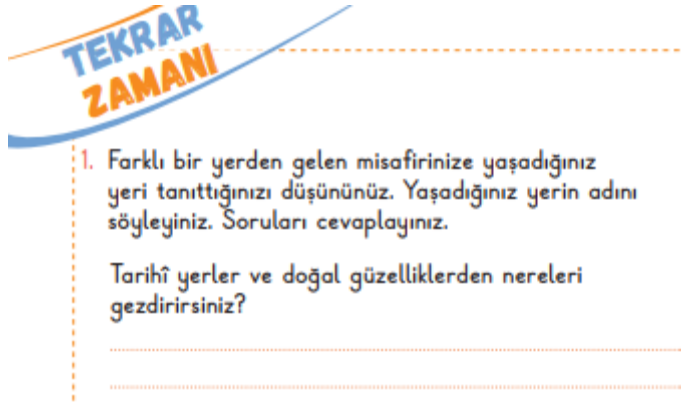 TEKRAR
ZAMANI
1. Farklı bir yerden gelen misafirinize yaşadığınız
yeri tanıttığınızı düşününüz. Yaşadığınız yerin adını
söyleyiniz. Soruları cevaplayınız.
Tarihî yerler ve doğal güzelliklerden nereleri
gezdirirsiniz?